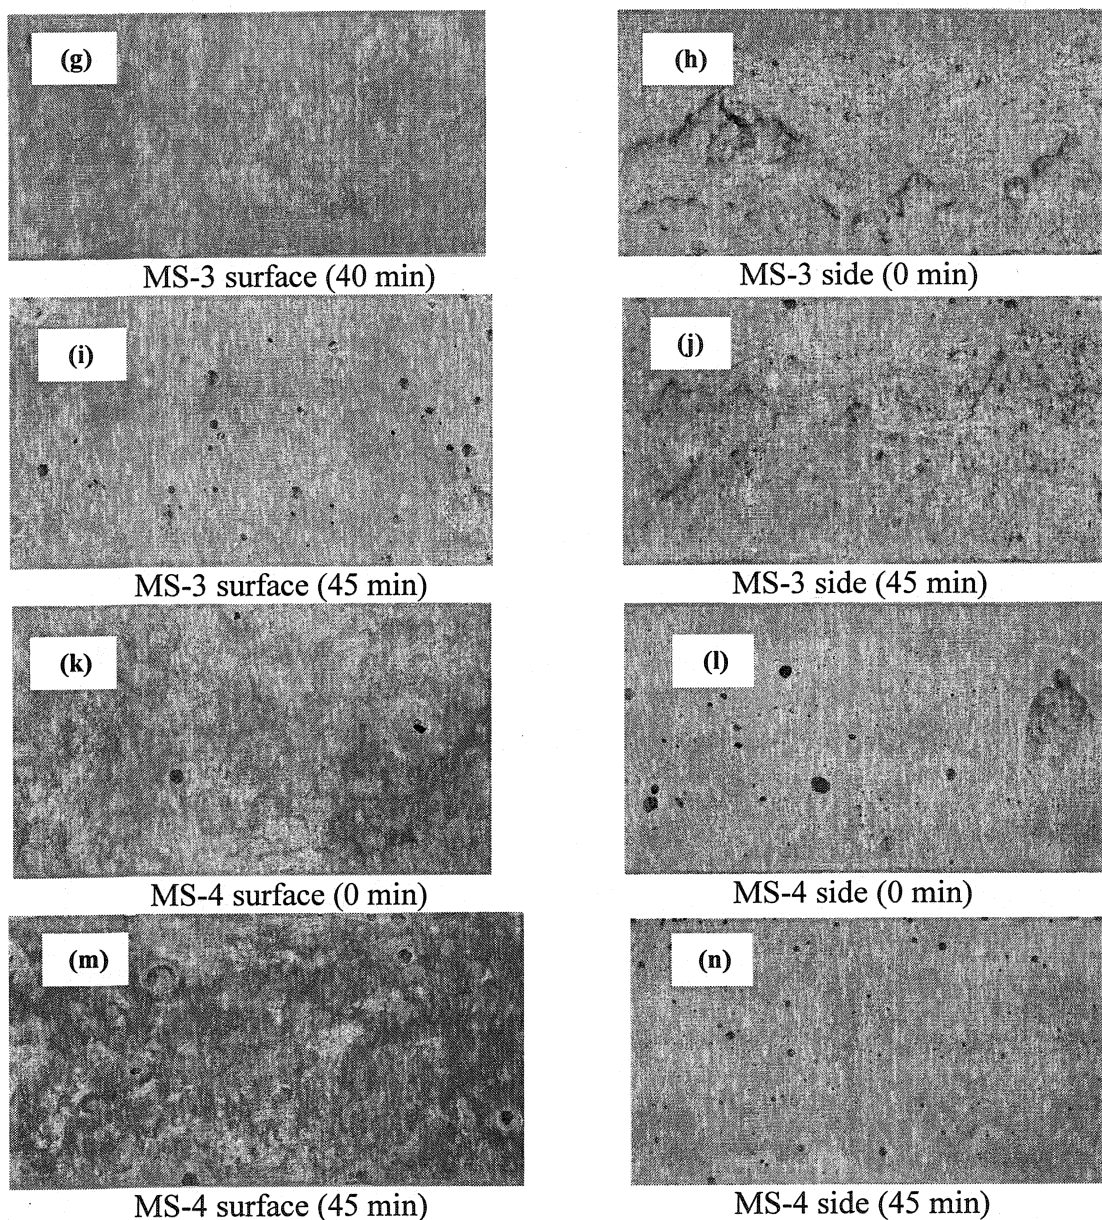 (g)
(h)
MS-3 surface (40 min)
MS-3 side (0 min)
(i)
(j)
MS-3 surface (45 min)
MS-3 side (45 min)
(k)
(l)
MS-4 surface (0 min)
MS-4 side (0 min)
(m)
(n)
MS-4 surface (45 min)
MS-4 side (45 min)